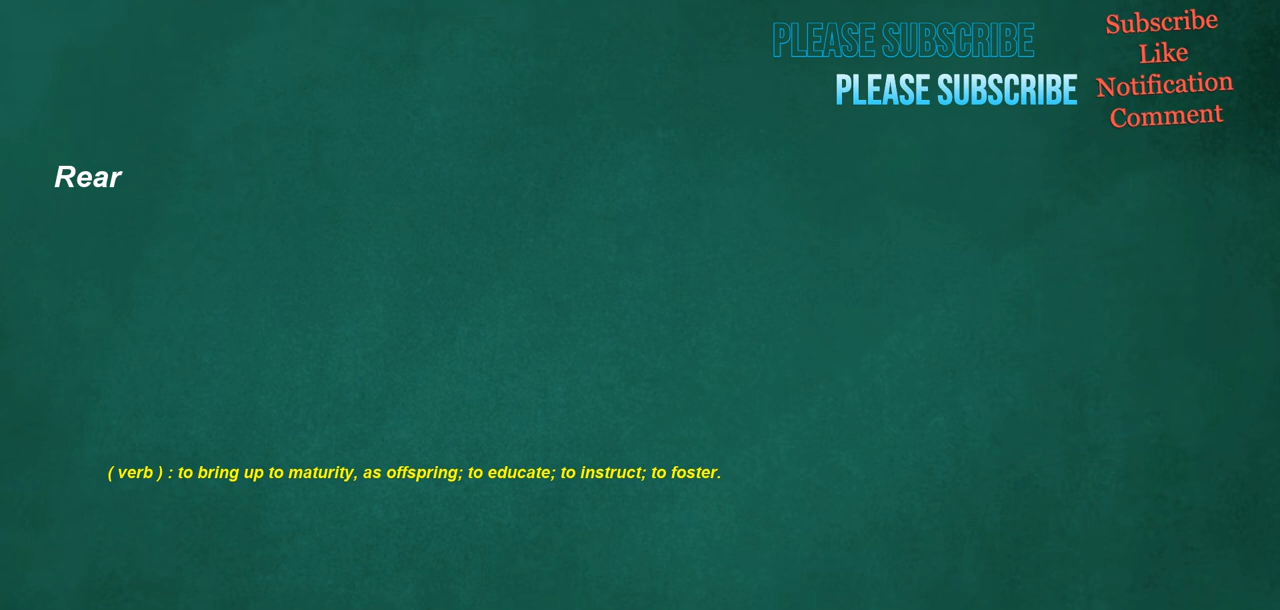 PLEASE SUBSCRIBE
PLEASE SUBSCRIBE
Subscribe
Like
Notification
Comment
Rear
( verb ) : to bring up to maturity, as offspring; to educate; to instruct; to foster.